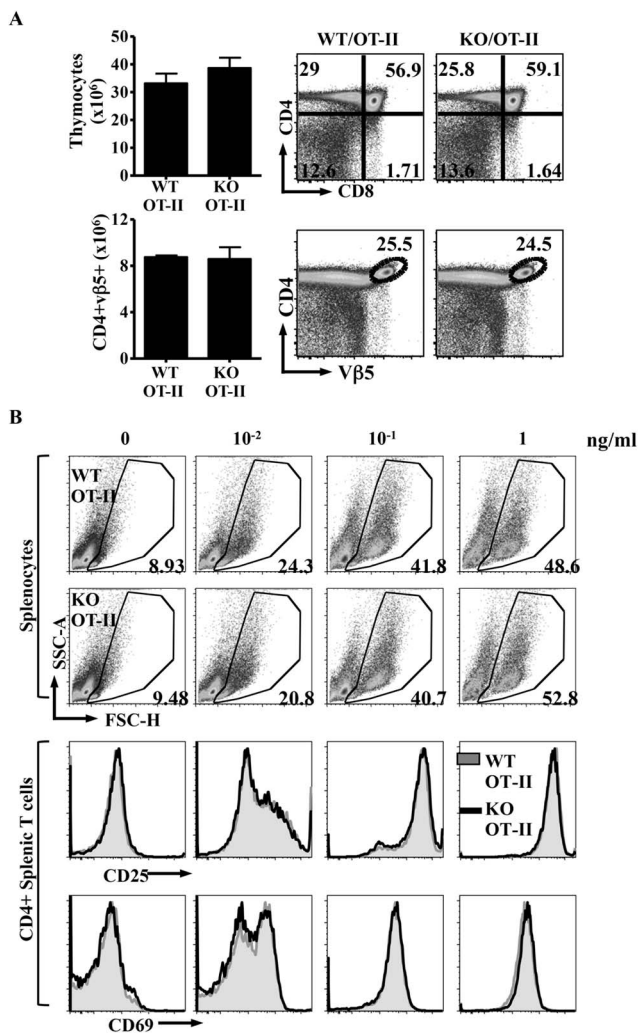 A
Thymocytes
(x10⁶)
50
40
30
20
10
0
WT
OT-II
KO
OT-II
WT/OT-II
KO/OT-II
29
56.9
12.6
1.71
25.8
59.1
13.6
1.64
CD4
CD8
CD4+vβ5+ (x10⁶)
12
8
4
0
WT
OT-II
KO
OT-II
25.5
24.5
CD4
Vβ5
B
0
10⁻²
10⁻¹
1
ng/ml
Splenocytes
WT
OT-II
8.93
24.3
41.8
48.6
KO
OT-II
9.48
20.8
40.7
52.8
SSC-A
FSC-H
CD4+ Splenic T cells
WT
OT-II
KO
OT-II
CD25
CD69